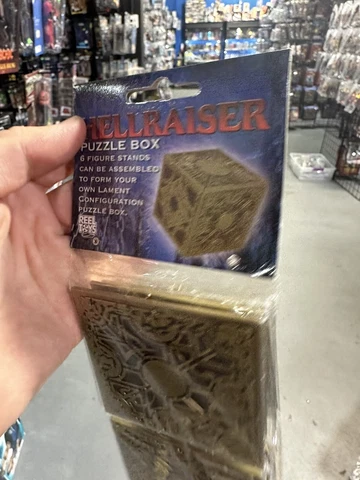 HELLRAISER
PUZZLE BOX
6 FIGURE STANDS
CAN BE ASSEMBLED
TO FORM YOUR
OWN LAMENT
CONFIGURATION
PUZZLE BOX.
REEL
TOYS